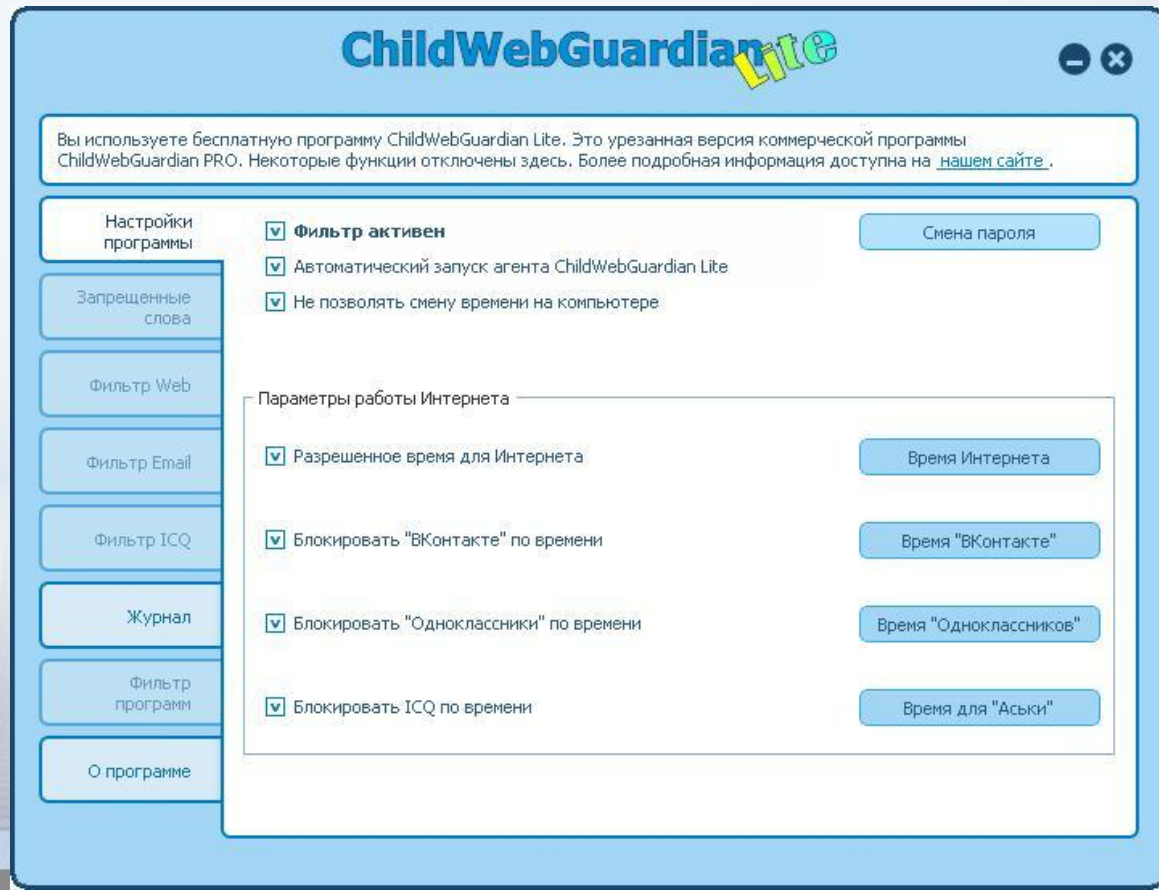 ChildWebGuardian Lite
Вы используете бесплатную программу ChildWebGuardian Lite. Это урезанная версия коммерческой программы
ChildWebGuardian PRO. Некоторые функции отключены здесь. Более подробная информация доступна на нашем сайте .
Настройки
программы
Запрещенные
слова
Фильтр Web
Фильтр Email
Фильтр ICQ
Журнал
Фильтр
программ
О программе
Фильтр активен
Смена пароля
Автоматический запуск агента ChildWebGuardian Lite
Не позволять смену времени на компьютере
Параметры работы Интернета
Разрешенное время для Интернета
Время Интернета
Блокировать "ВКонтакте" по времени
Время "ВКонтакте"
Блокировать "Одноклассники" по времени
Время "Одноклассников"
Блокировать ICQ по времени
Время для "Аськи"